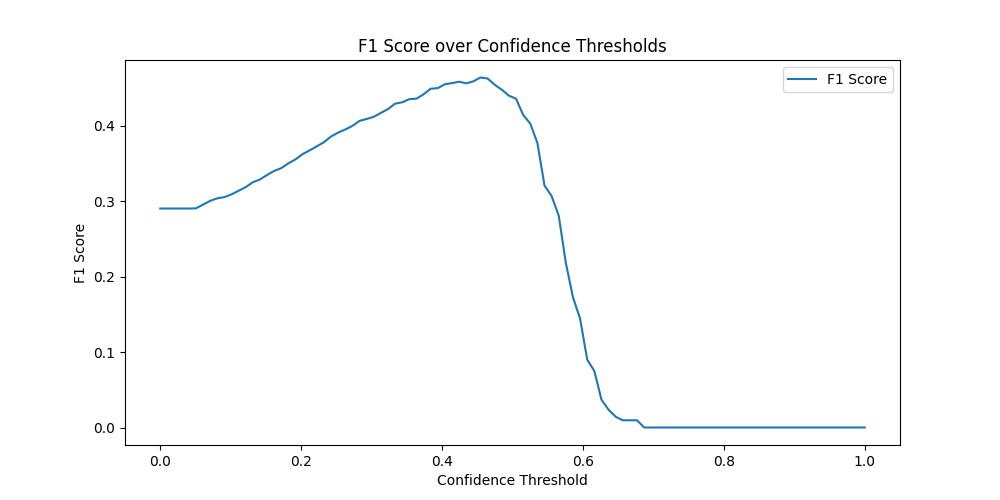 F1 Score over Confidence Thresholds
F1 Score
F1 Score
0.4
0.3
0.2
0.1
0.0
0.0 0.2 0.4 0.6 0.8 1.0
Confidence Threshold